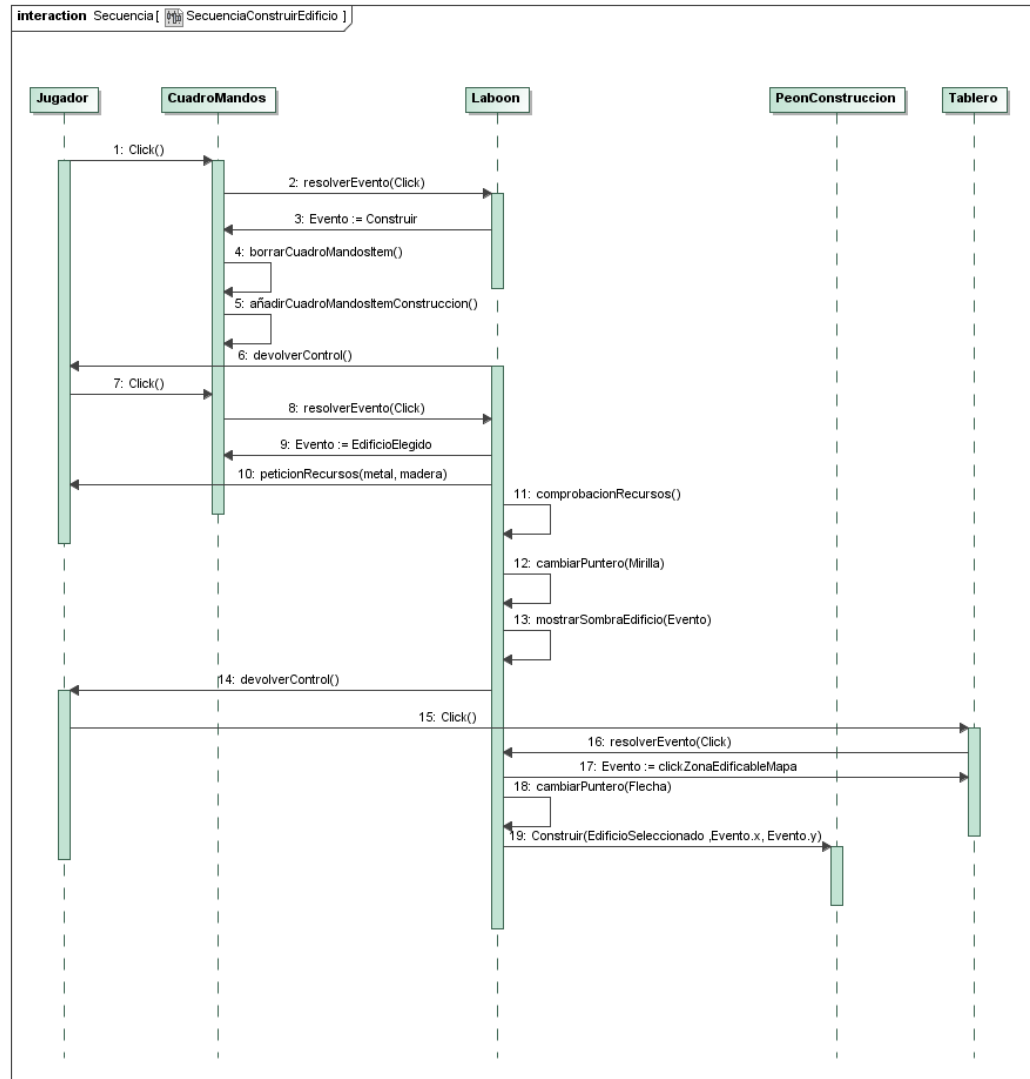 interaction Secuencia[ SecuenciaConstruirEdificio ]
Jugador
CuadroMandos
Laboon
PeonConstruccion
Tablero
1: Click()
2: resolverEvento(Click)
3: Evento := Construir
4: borrarCuadroMandosItem()
5: añadirCuadroMandosItemConstruccion()
6: devolverControl()
7: Click()
8: resolverEvento(Click)
9: Evento := EdificioElegido
10: peticionRecursos(metal, madera)
11: comprobacionRecursos()
12: cambiarPuntero(Mirilla)
13: mostrarSombraEdificio(Evento)
14: devolverControl()
15: Click()
16: resolverEvento(Click)
17: Evento := clickZonaEdificableMapa
18: cambiarPuntero(Flecha)
19: Construir(EdificioSeleccionado ,Evento.x, Evento.y)